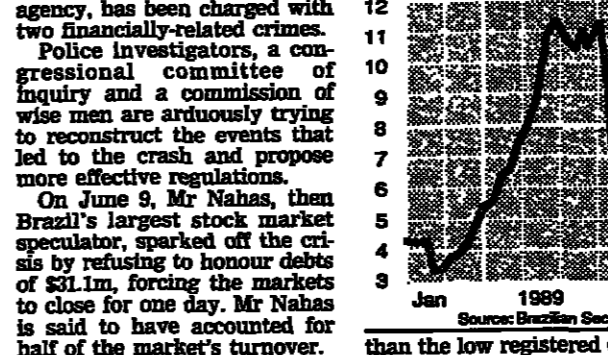 agency, has been charged with
two financially-related crimes.
Police investigators, a con-
gressional committee of
inquiry and a commission of
wise men are arduously trying
to reconstruct the events that
led to the crash and propose
more effective regulations.
On June 9, Mr Nahas, then
Brazil's largest stock market
speculator, sparked off the cri-
sis by refusing to honour debts
of $31.1m, forcing the markets
to close for one day. Mr Nahas
is said to have accounted for
half of the market's turnover.
12
11
10
9
8
7
6
5
4
3
Jan 1989
Source: Brazilian Sec
than the low registered